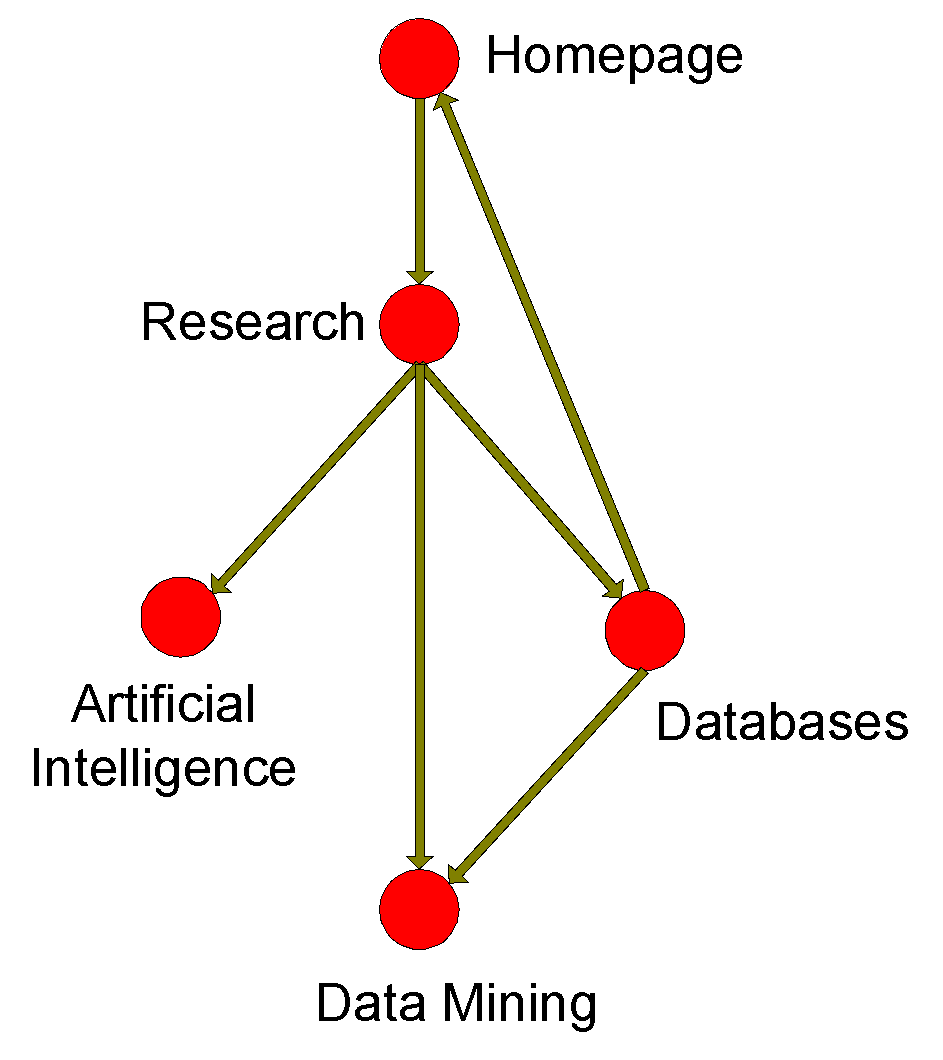 Homepage
Research
Artificial
Intelligence
Databases
Data Mining